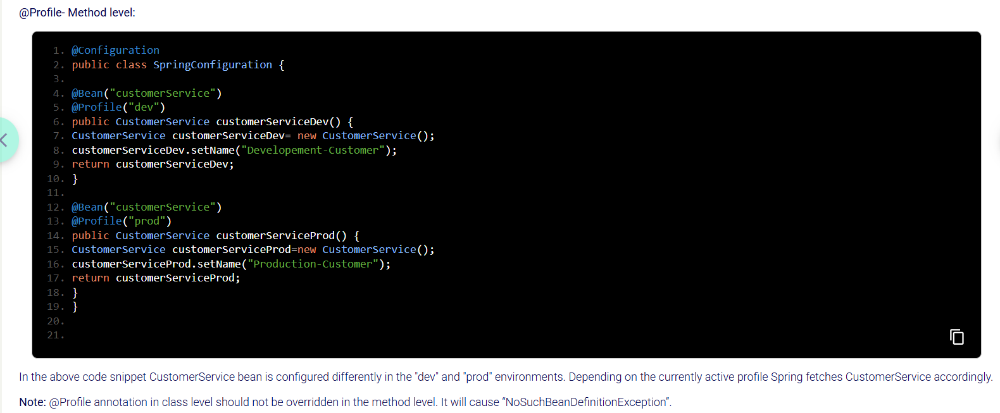 @Profile- Method level:
1. @Configuration
2. public class SpringConfiguration {
3.
4. @Bean("customerService")
5. @Profile("dev")
6. public CustomerService customerServiceDev() {
7. CustomerService customerServiceDev= new CustomerService();
8. customerServiceDev.setName("Developement-Customer");
9. return customerServiceDev;
10. }
11.
12. @Bean("customerService")
13. @Profile("prod")
14. public CustomerService customerServiceProd() {
15. CustomerService customerServiceProd=new CustomerService();
16. customerServiceProd.setName("Production-Customer");
17. return customerServiceProd;
18. }
19. }
20.
21.
In the above code snippet CustomerService bean is configured differently in the "dev" and "prod" environments. Depending on the currently active profile Spring fetches CustomerService accordingly.
Note: @Profile annotation in class level should not be overridden in the method level. It will cause “NoSuchBeanDefinitionException”.